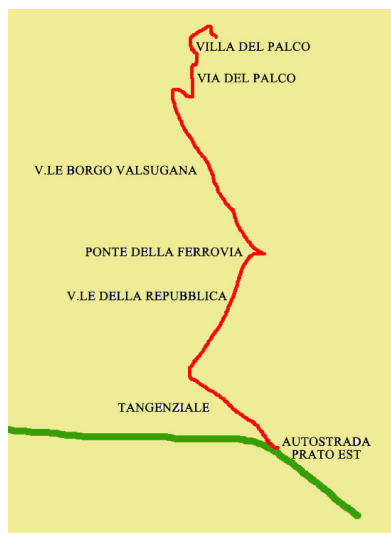 VILLA DEL PALCO
VIA DEL PALCO
V.LE BORGO VALSUGANA
PONTE DELLA FERROVIA
V.LE DELLA REPUBBLICA
TANGENZIALE
AUTOSTRADA
PRATO EST